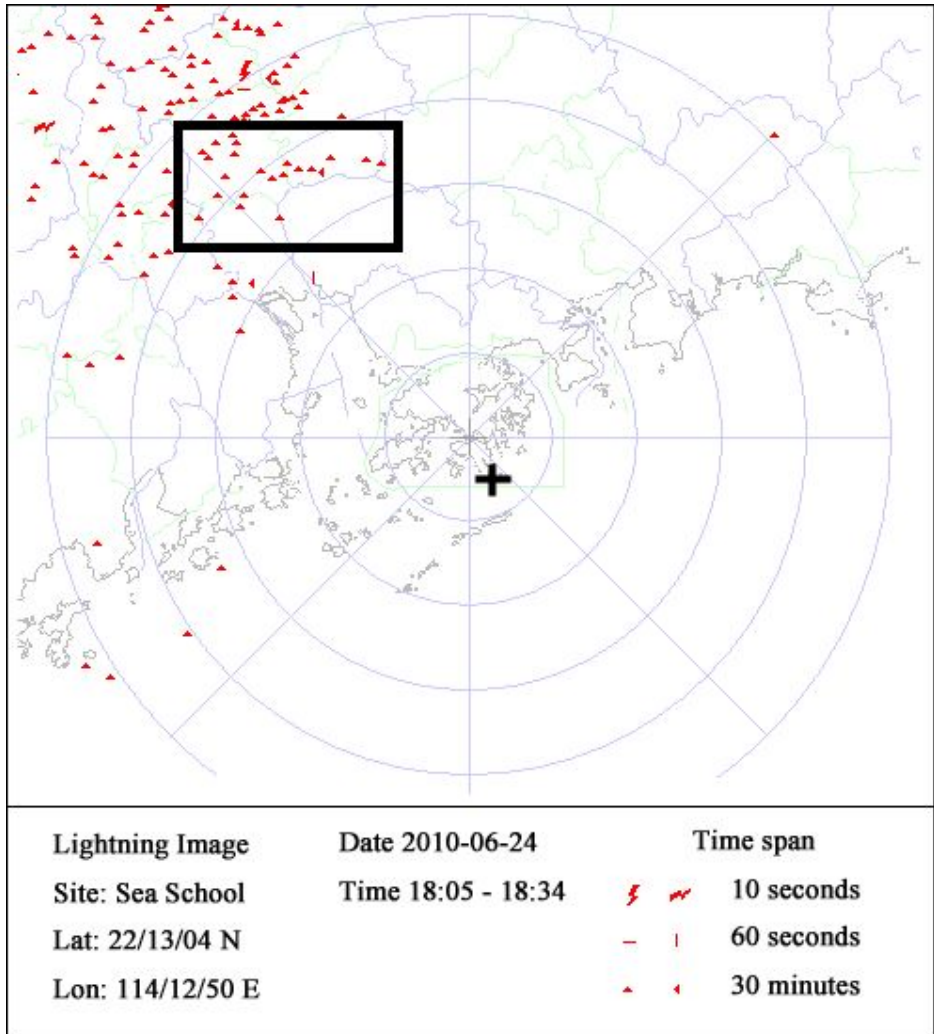 Lightning Image
Date 2010-06-24
Time span
Site: Sea School
Time 18:05 - 18:34
10 seconds
Lat: 22/13/04 N
60 seconds
Lon: 114/12/50 E
30 minutes